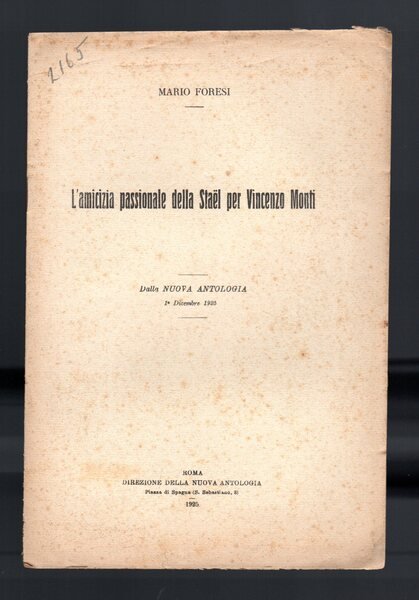 2165
MARIO FORESI
L'amicizia passionale della Staël per Vincenzo Monti
Dalla NUOVA ANTOLOGIA
1° Dicembre 1925
ROMA
DIREZIONE DELLA NUOVA ANTOLOGIA
Piazza di Spagna (S. Sebastiano, 3)
1925